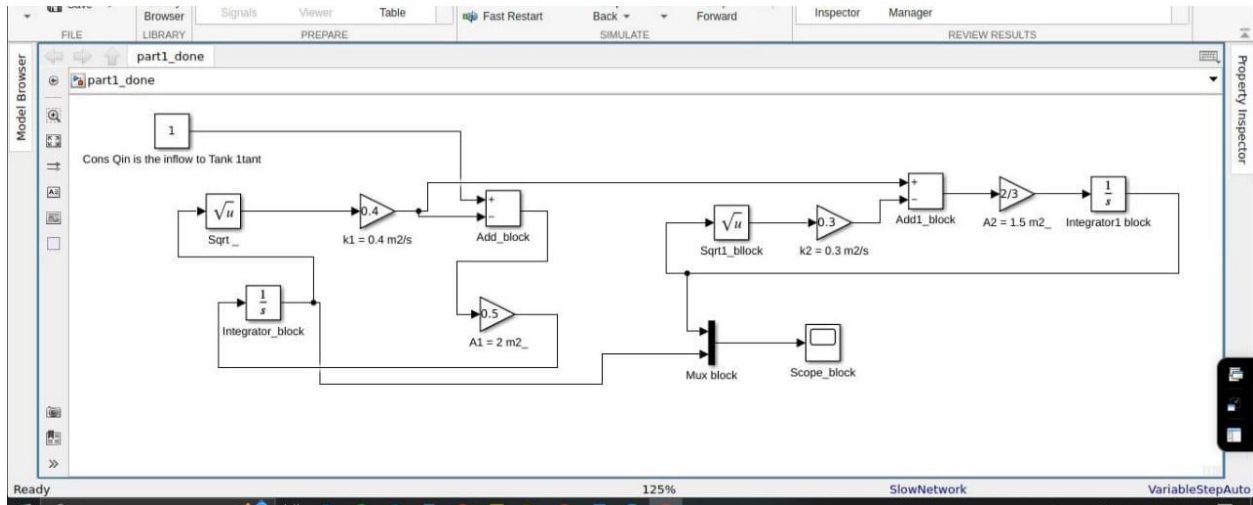 Save
Browser
Signals
Viewer
Table
Fast Restart
Back
Forward
Inspector
Manager
FILE
LIBRARY
PREPARE
SIMULATE
REVIEW RESULTS
Model Browser
part1_done
part1_done
Property Inspector
1
Cons Qin is the inflow to Tank 1tant
√u
Sqrt _
0.4
k1 = 0.4 m2/s
+
−
Add_block
1
s
Integrator_block
0.5
A1 = 2 m2_
√u
Sqrt1_bllock
0.3
k2 = 0.3 m2/s
+
−
Add1_block
2/3
A2 = 1.5 m2_
1
s
Integrator1 block
Mux block
Scope_block
Ready
125%
SlowNetwork
VariableStepAuto